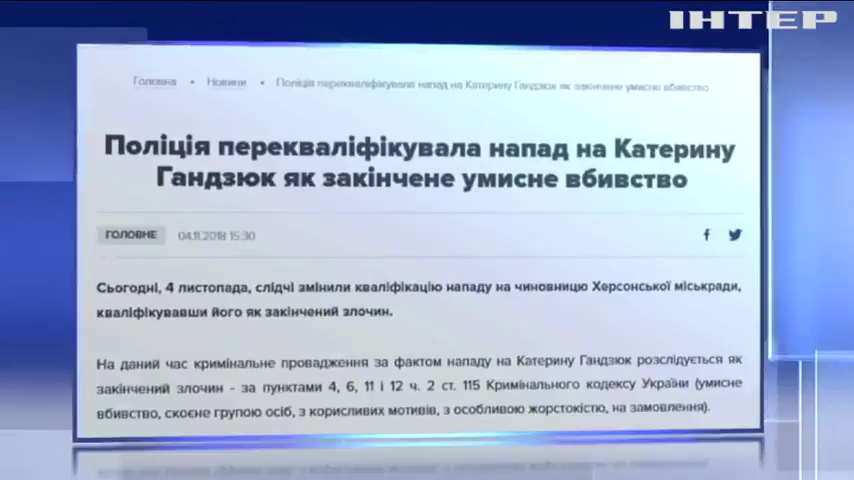 ІНТЕР
Головна • Новини • Поліція перекваліфікувала напад на Катерину Гандзюк як закінчене умисне вбивство
Поліція перекваліфікувала напад на Катерину
Гандзюк як закінчене умисне вбивство
ГОЛОВНЕ 04.11.2018 15:30
Сьогодні, 4 листопада, слідчі змінили кваліфікацію нападу на чиновницю Херсонської міськради,
кваліфікувавши його як закінчений злочин.
На даний час кримінальне провадження за фактом нападу на Катерину Гандзюк розслідується як
закінчений злочин - за пунктами 4, 6, 11 і 12 ч. 2 ст. 115 Кримінального кодексу України (умисне
вбивство, скоєне групою осіб, з корисливих мотивів, з особливою жорстокістю, на замовлення).